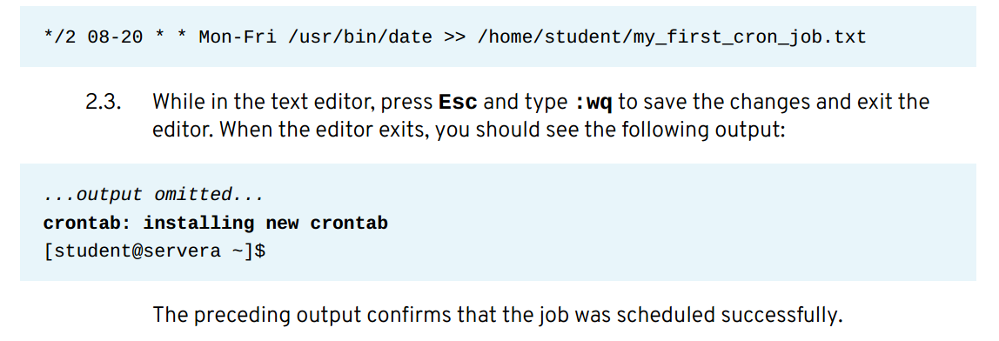 */2 08-20 * * Mon-Fri /usr/bin/date >> /home/student/my_first_cron_job.txt
2.3. While in the text editor, press Esc and type :wq to save the changes and exit the
editor. When the editor exits, you should see the following output:
...output omitted...
crontab: installing new crontab
[student@servera ~]$
The preceding output confirms that the job was scheduled successfully.